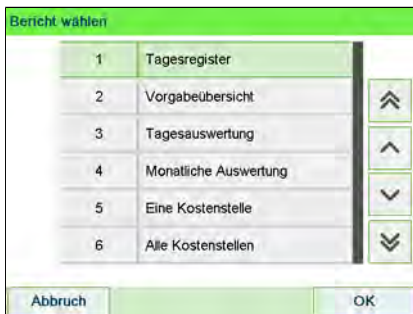 Bericht wählen
1 Tagesregister
2 Vorgabeübersicht
3 Tagesauswertung
4 Monatliche Auswertung
5 Eine Kostenstelle
6 Alle Kostenstellen
Abbruch OK